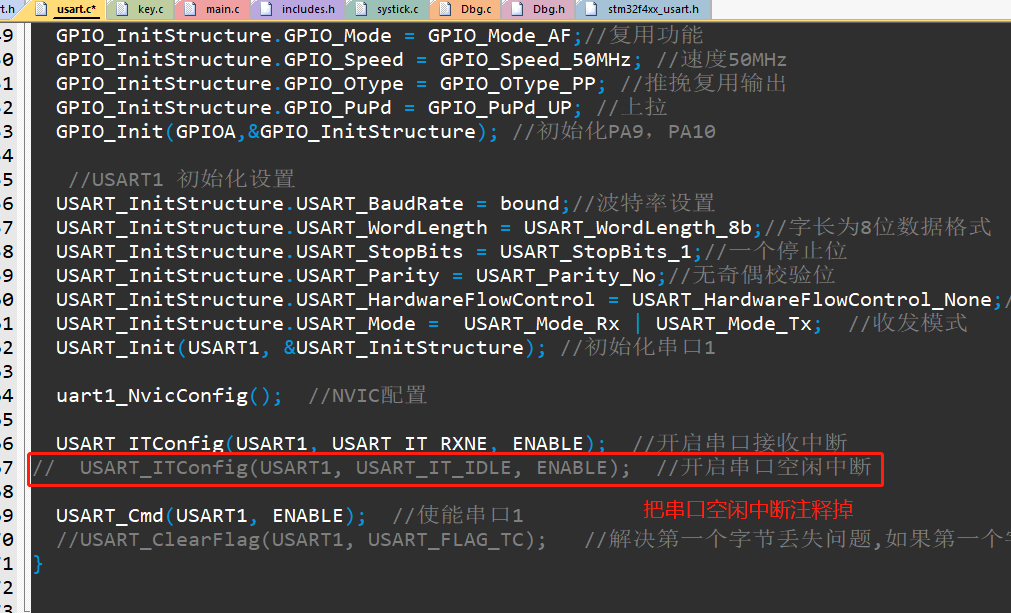 t.h usart.c* key.c main.c includes.h systick.c Dbg.c Dbg.h stm32f4xx_usart.h
49 GPIO_InitStructure.GPIO_Mode = GPIO_Mode_AF;//复用功能
0 GPIO_InitStructure.GPIO_Speed = GPIO_Speed_50MHz; //速度50MHz
1 GPIO_InitStructure.GPIO_OType = GPIO_OType_PP; //推挽复用输出
2 GPIO_InitStructure.GPIO_PuPd = GPIO_PuPd_UP; //上拉
3 GPIO_Init(GPIOA,&GPIO_InitStructure); //初始化PA9，PA10
4
5 //USART1 初始化设置
6 USART_InitStructure.USART_BaudRate = bound;//波特率设置
7 USART_InitStructure.USART_WordLength = USART_WordLength_8b;//字长为8位数据格式
8 USART_InitStructure.USART_StopBits = USART_StopBits_1;//一个停止位
9 USART_InitStructure.USART_Parity = USART_Parity_No;//无奇偶校验位
0 USART_InitStructure.USART_HardwareFlowControl = USART_HardwareFlowControl_None;/
1 USART_InitStructure.USART_Mode = USART_Mode_Rx | USART_Mode_Tx; //收发模式
2 USART_Init(USART1, &USART_InitStructure); //初始化串口1
3
4 uart1_NvicConfig(); //NVIC配置
5
6 USART_ITConfig(USART1, USART_IT_RXNE, ENABLE); //开启串口接收中断
7 // USART_ITConfig(USART1, USART_IT_IDLE, ENABLE); //开启串口空闲中断
8
9 USART_Cmd(USART1, ENABLE); //使能串口1 把串口空闲中断注释掉
0 //USART_ClearFlag(USART1, USART_FLAG_TC); //解决第一个字节丢失问题,如果第一个
1 }
2